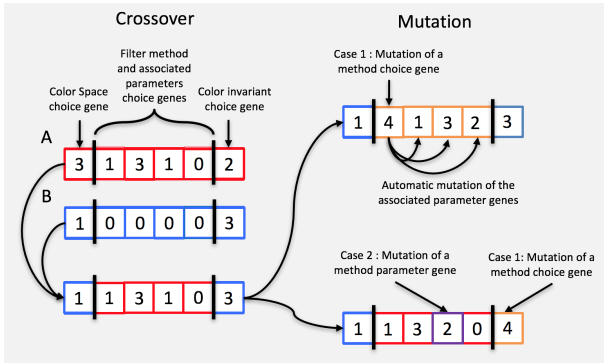 Crossover
Filter method
and associated
parameters
choice genes
Color Space
choice gene
Color invariant
choice gene
A
3 1 3 1 0 2
B
1 0 0 0 0 3
1 1 3 1 0 3
Mutation
Case 1 : Mutation of a
method choice gene
1 4 1 3 2 3
Automatic mutation of the
associated parameter genes
Case 2 : Mutation of a
method parameter gene
Case 1: Mutation of a
method choice gene
1 1 3 2 0 4